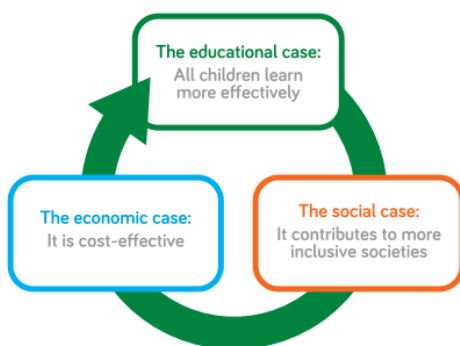 The educational case:
All children learn
more effectively
The economic case:
It is cost-effective
The social case:
It contributes to more
inclusive societies